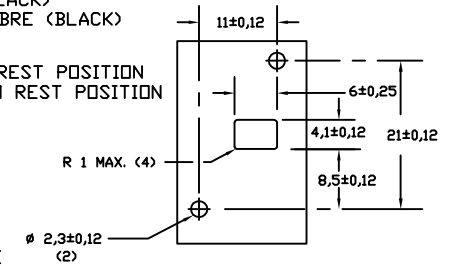 BRE (BLACK)
11±0,12
REST POSITION
REST POSITION
6±0,25
4,1±0,12
21±0,12
R 1 MAX. (4)
8,5±0,12
ø 2,3±0,12
(2)